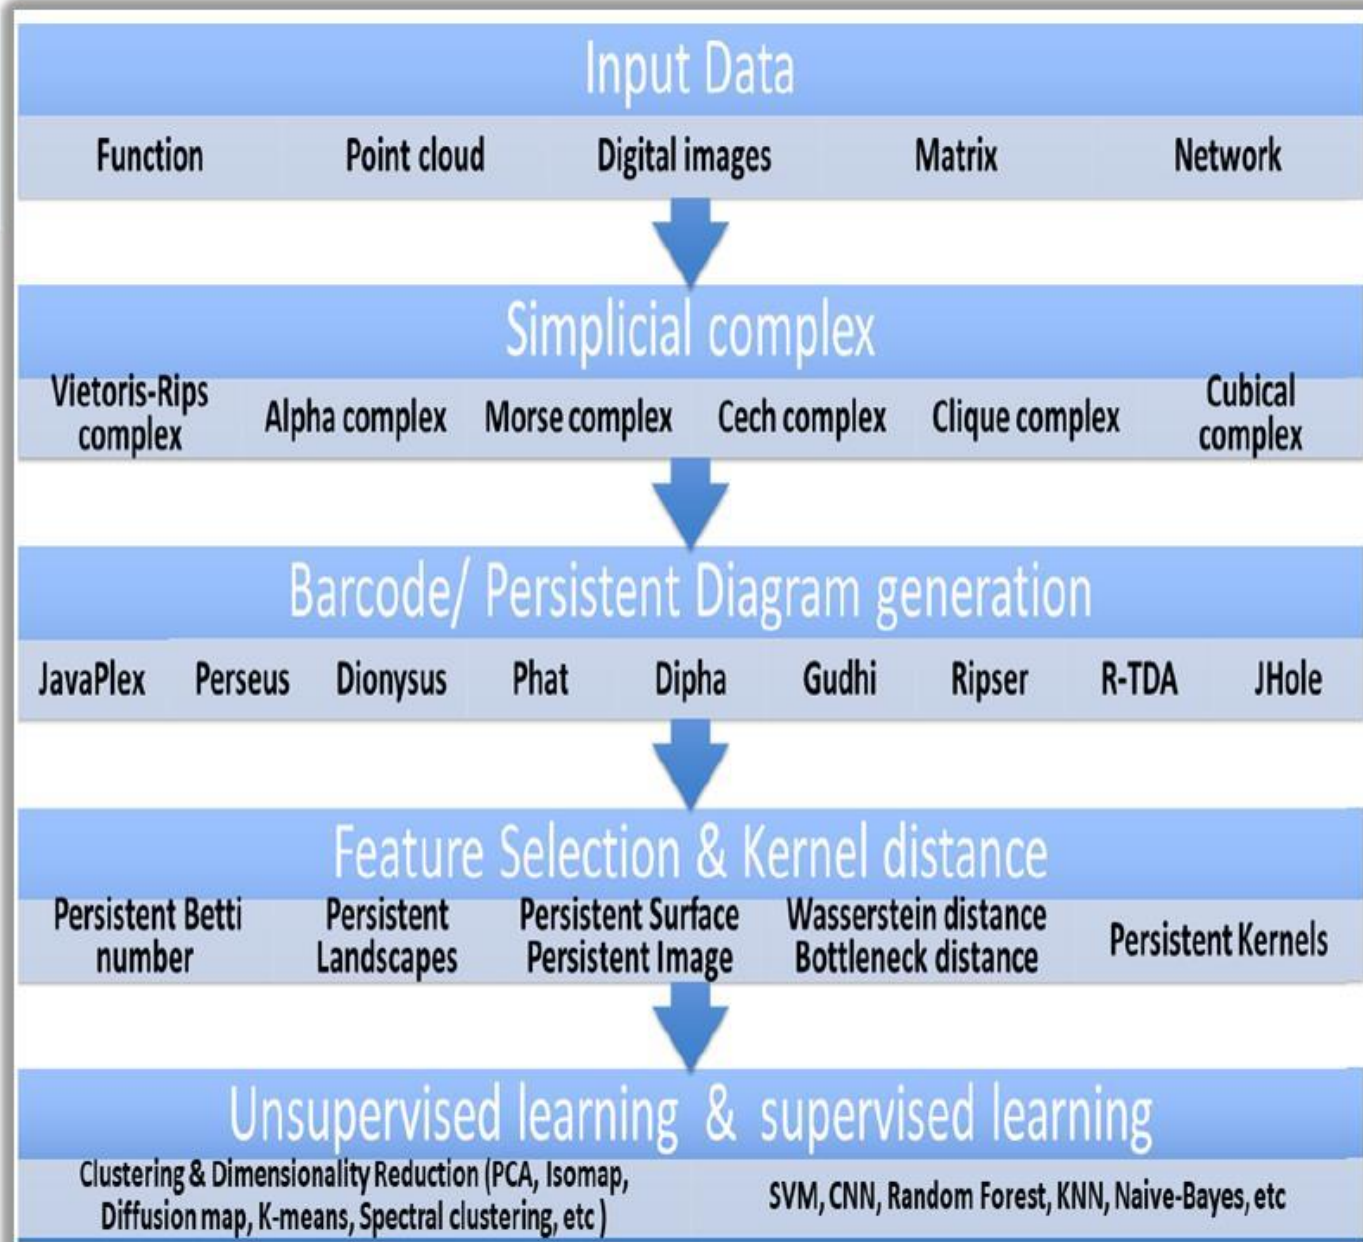 Input Data
Function Point cloud Digital images Matrix Network
Simplicial complex
Vietoris-Rips
complex
Alpha complex Morse complex Cech complex Clique complex
Cubical
complex
Barcode/ Persistent Diagram generation
JavaPlex Perseus Dionysus Phat Dipha Gudhi Ripser R-TDA JHole
Feature Selection & Kernel distance
Persistent Betti
number
Persistent
Landscapes
Persistent Surface
Persistent Image
Wasserstein distance
Bottleneck distance
Persistent Kernels
Unsupervised learning & supervised learning
Clustering & Dimensionality Reduction (PCA, Isomap,
Diffusion map, K-means, Spectral clustering, etc )
SVM, CNN, Random Forest, KNN, Naive-Bayes, etc